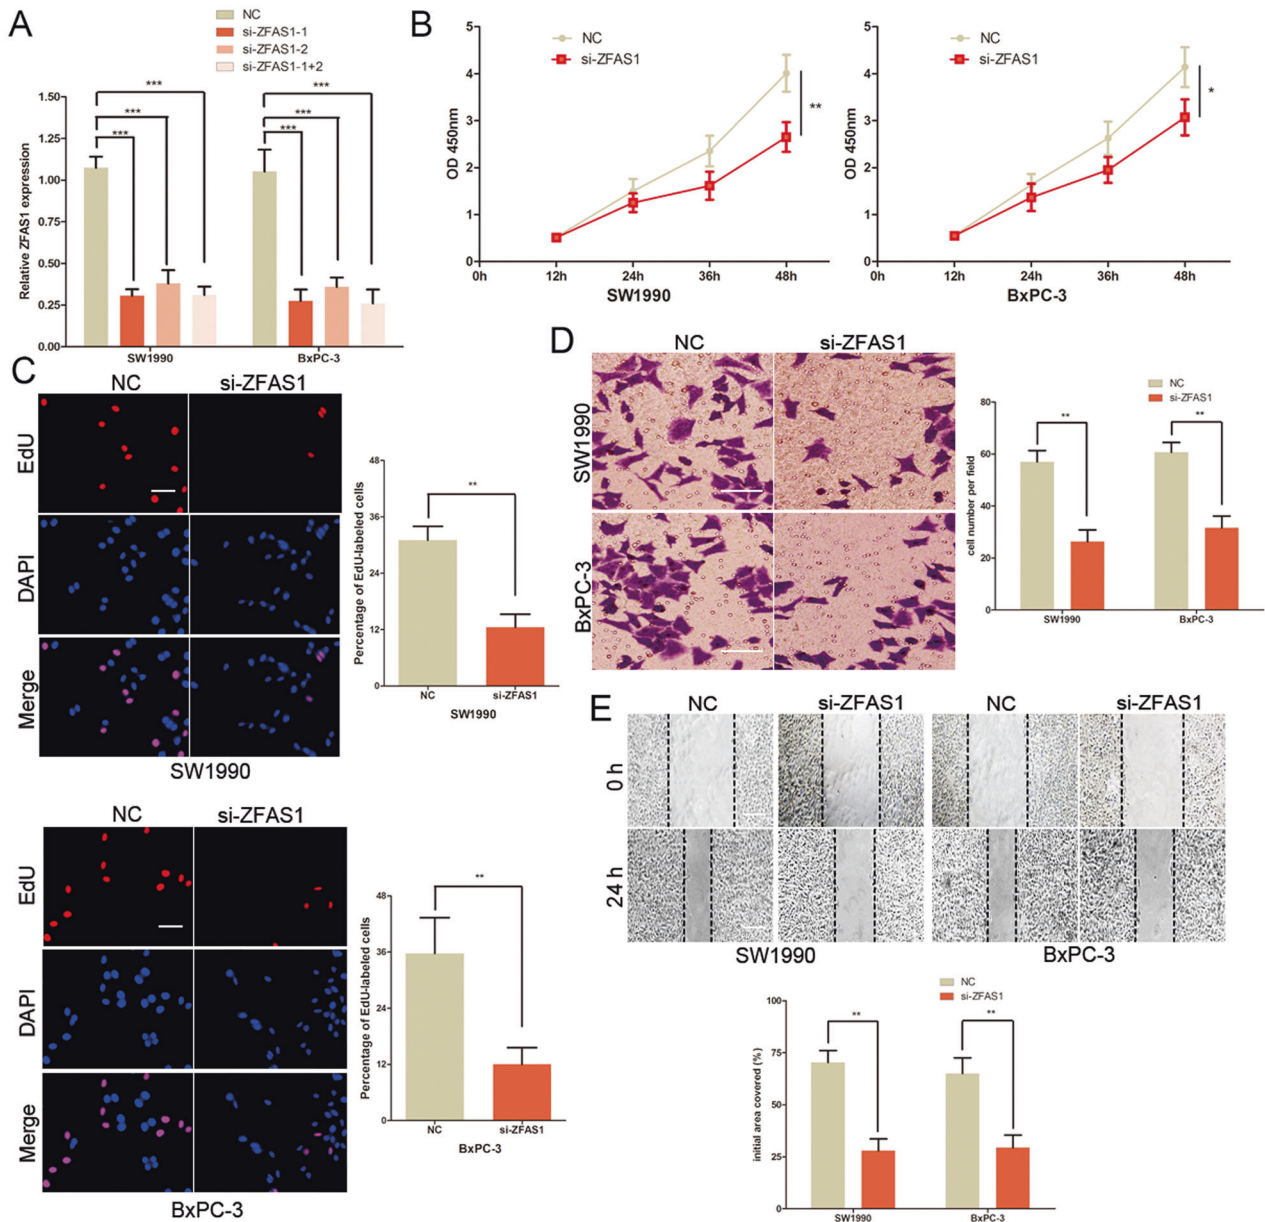 A
NC
si-ZFAS1-1
si-ZFAS1-2
si-ZFAS1-1+2
Relative ZFAS1 expression
1.50
1.25
1.00
0.75
0.50
0.25
0.00
***
***
***
***
***
***
SW1990
BxPC-3
B
NC
si-ZFAS1
OD 450nm
5
4
3
2
1
0
**
0h
12h
24h
36h
48h
SW1990
NC
si-ZFAS1
OD 450nm
5
4
3
2
1
0
*
0h
12h
24h
36h
48h
BxPC-3
C
NC
si-ZFAS1
EdU
DAPI
Merge
SW1990
Percentage of EdU-labeled cells
48
36
24
12
0
**
NC
si-ZFAS1
SW1990
NC
si-ZFAS1
EdU
DAPI
Merge
BxPC-3
Percentage of EdU-labeled cells
48
36
24
12
0
**
NC
si-ZFAS1
BxPC-3
D
NC
si-ZFAS1
SW1990
BxPC-3
NC
si-ZFAS1
cell number per field
80
60
40
20
0
**
**
SW1990
BxPC-3
E
NC
si-ZFAS1
NC
si-ZFAS1
0 h
24 h
SW1990
BxPC-3
NC
si-ZFAS1
initial area covered (%)
100
75
50
25
0
**
**
SW1990
BxPC-3